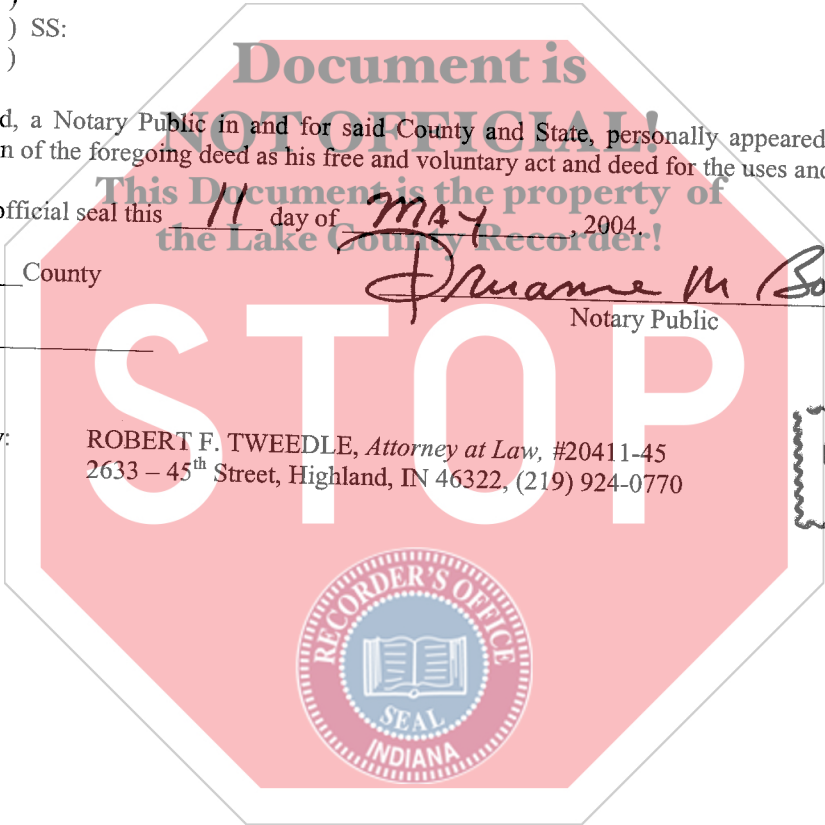 )
) SS:
)
Document is
NOT OFFICIAL!
d, a Notary Public in and for said County and State, personally appeared
n of the foregoing deed as his free and voluntary act and deed for the uses and
This Document is the property of
official seal this 11 day of MAY, 2004.
the Lake County Recorder!
County
M Bo
Notary Public
STOP
y: ROBERT F. TWEEDLE, Attorney at Law, #20411-45
2633 – 45th Street, Highland, IN 46322, (219) 924-0770
RECORDER'S OFFICE
SEAL
INDIANA